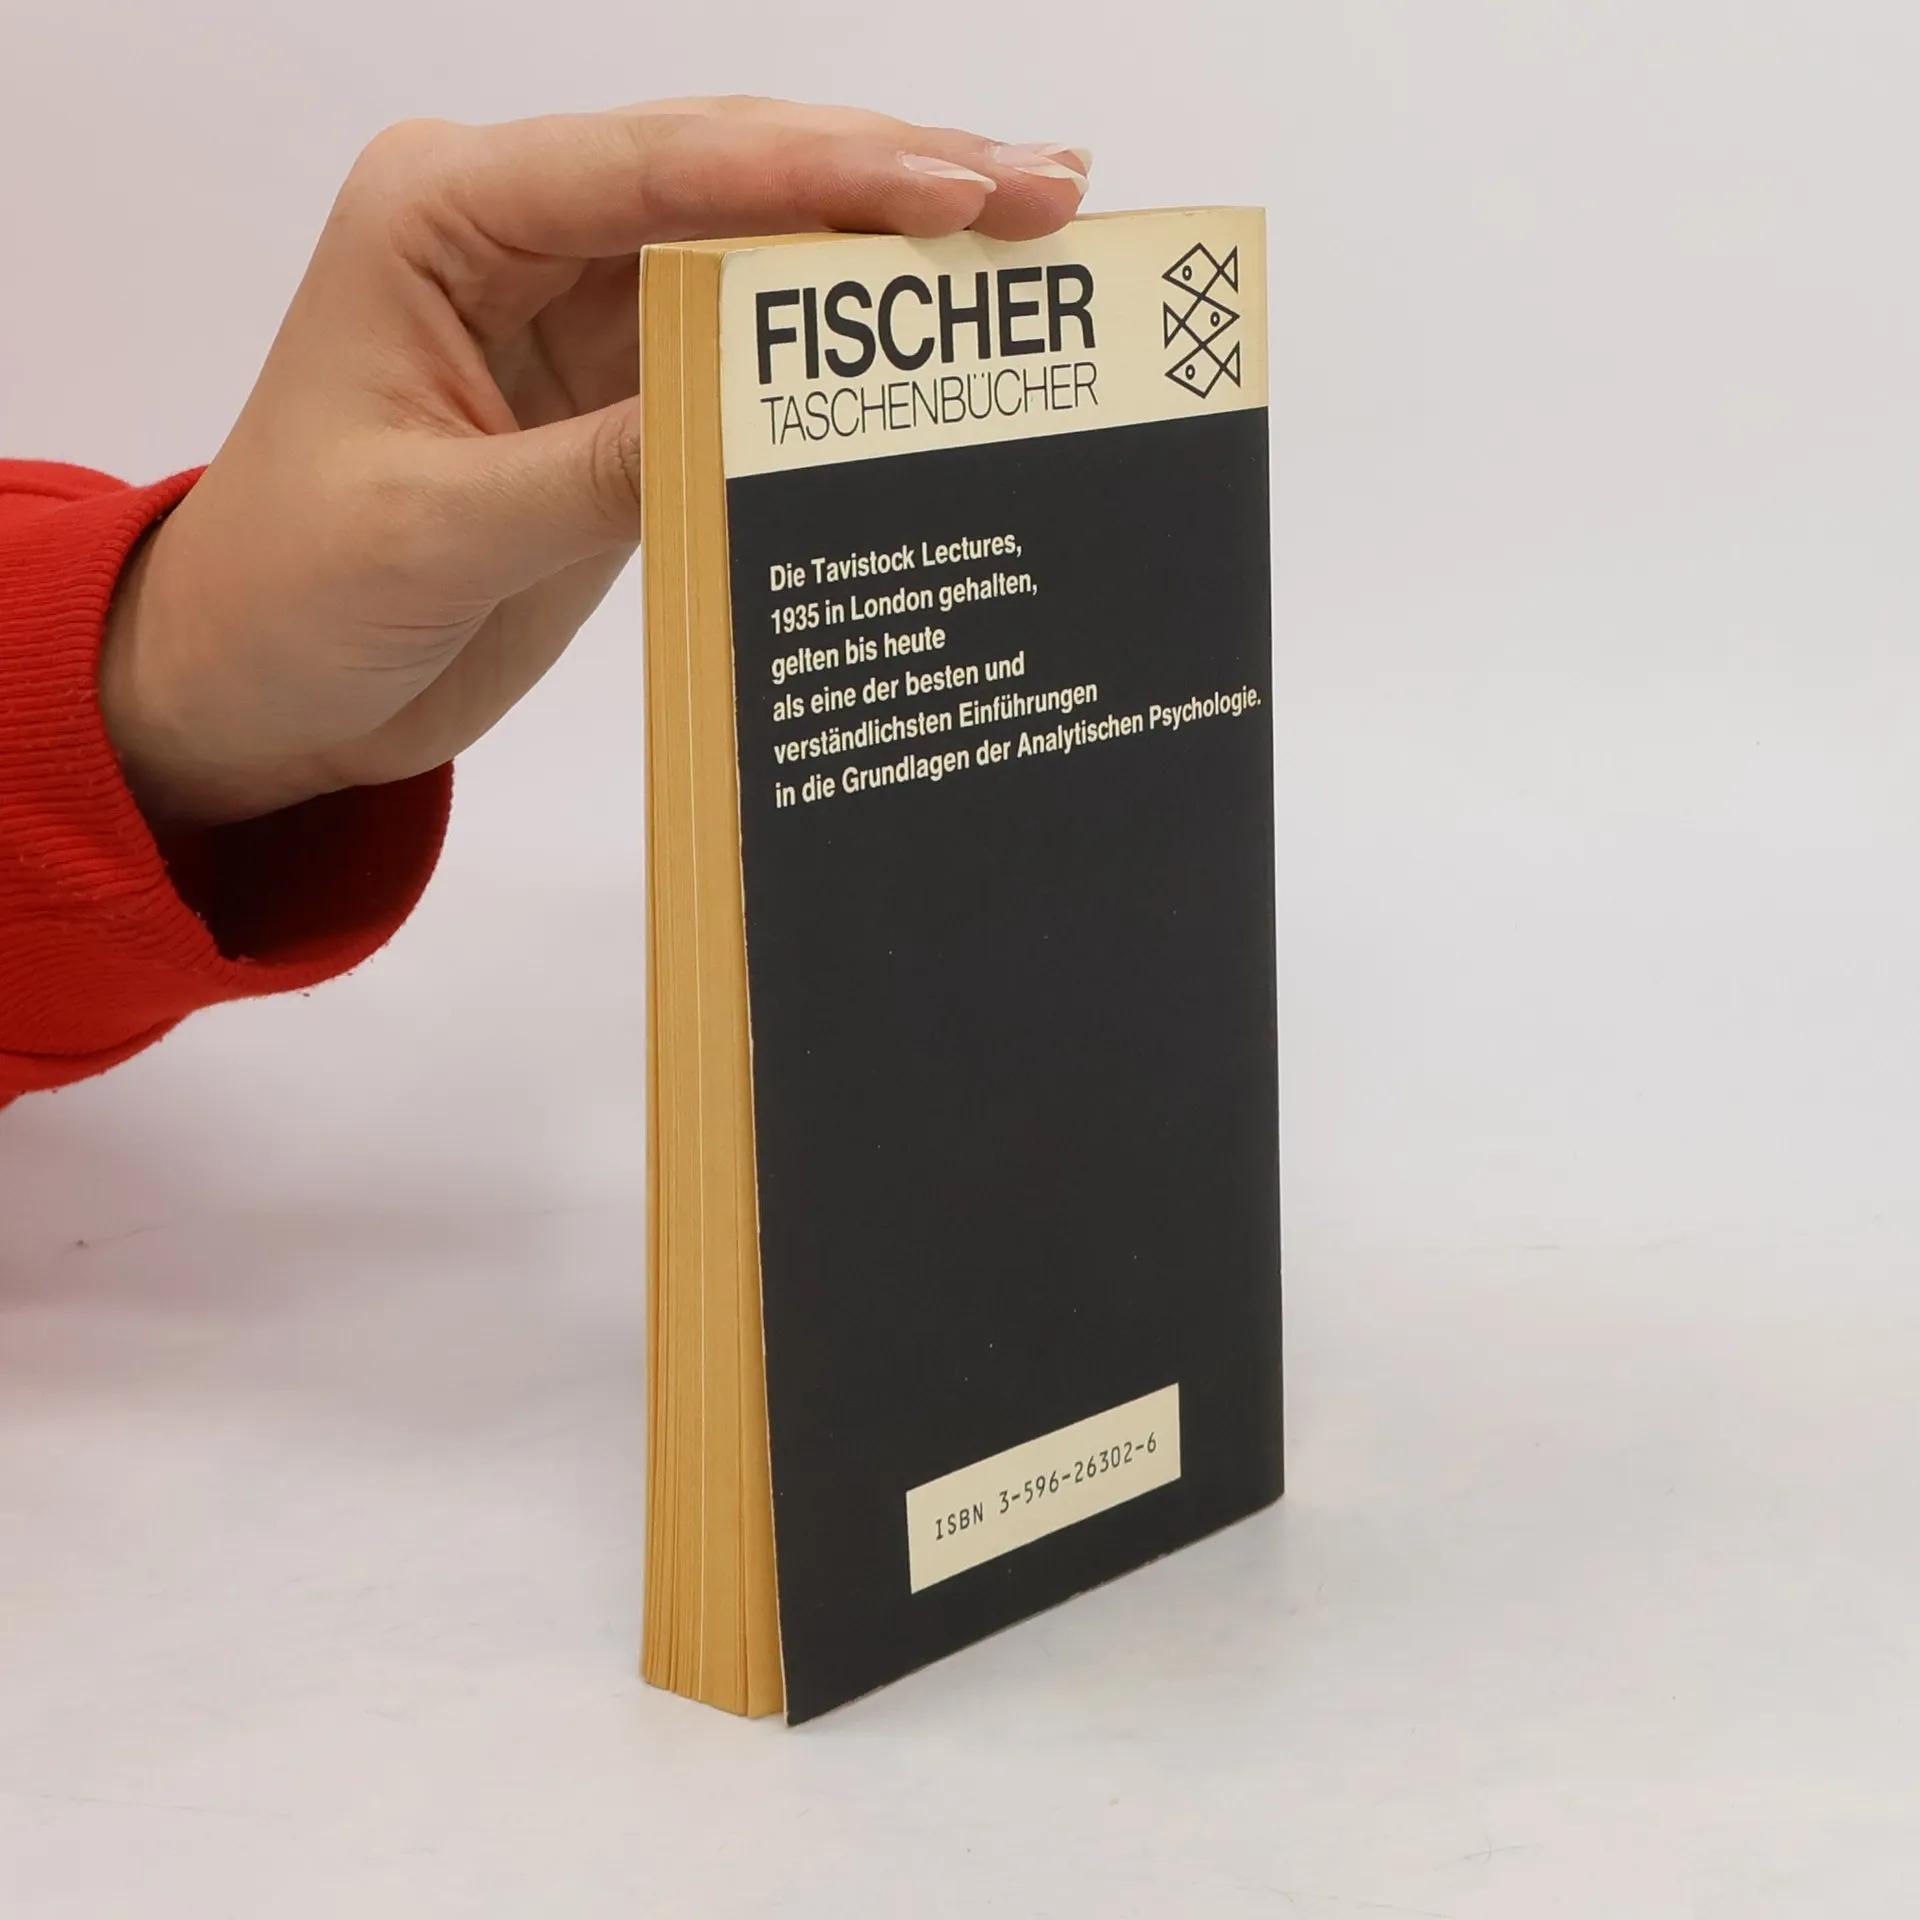 FISCHER
TASCHENBÜCHER
Die Tavistock Lectures,
1935 in London gehalten,
gelten bis heute
als eine der besten und
verständlichsten Einführungen
in die Grundlagen der Analytischen Psychologie.
ISBN 3-596-26302-6